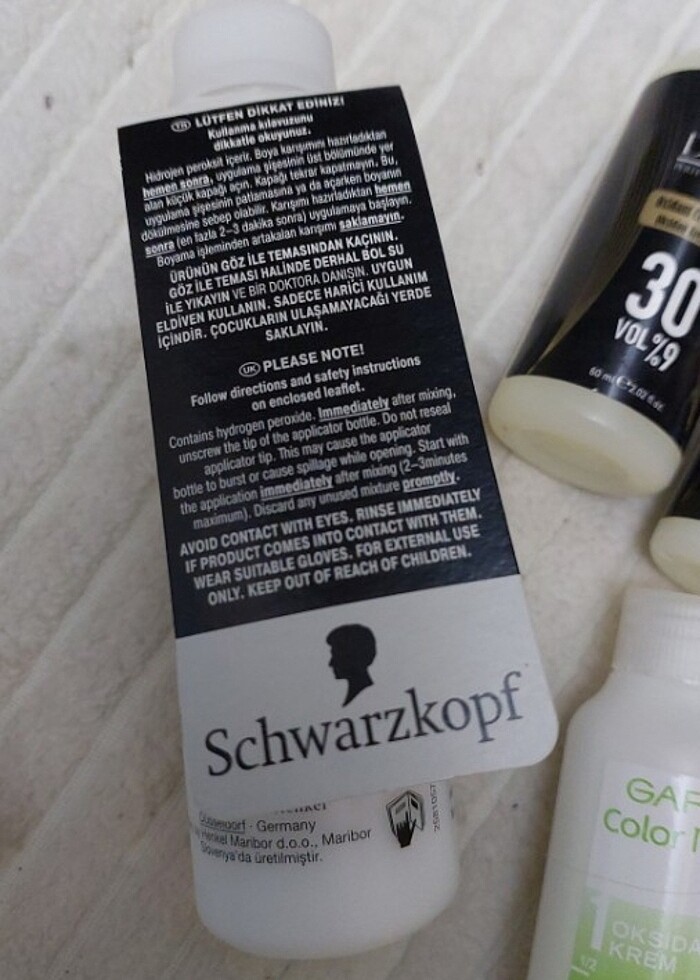 TR LÜTFEN DİKKAT EDİNİZ!
Kullanma kılavuzunu
dikkatle okuyunuz.
Hidrojen peroksit içerir. Boya karışımını hazırladıktan
hemen sonra, uygulama şişesinin üst bölümünde yer
alan küçük kapağı açın. Kapağı tekrar kapatmayın. Bu,
uygulama şişesinin patlamasına ya da açarken boyanın
dökülmesine sebep olabilir. Karışımı hazırladıktan hemen
sonra (en fazla 2-3 dakika sonra) uygulamaya başlayın.
Boyama işleminden artakalan karışımı saklamayın.
ÜRÜNÜN GÖZ İLE TEMASINDAN KAÇININ.
GÖZ İLE TEMASI HALİNDE DERHAL BOL SU
İLE YIKAYIN VE BİR DOKTORA DANIŞIN. UYGUN
ELDİVEN KULLANIN. SADECE HARİCİ KULLANIM
İÇİNDİR. ÇOCUKLARIN ULAŞAMAYACAĞI YERDE
SAKLAYIN.
UK PLEASE NOTE!
Follow directions and safety instructions
on enclosed leaflet.
Contains hydrogen peroxide. Immediately after mixing,
unscrew the tip of the applicator bottle. Do not reseal
applicator tip. This may cause the applicator
bottle to burst or cause spillage while opening. Start with
the application immediately after mixing (2-3minutes
maximum). Discard any unused mixture promptly.
AVOID CONTACT WITH EYES. RINSE IMMEDIATELY
IF PRODUCT COMES INTO CONTACT WITH THEM.
WEAR SUITABLE GLOVES. FOR EXTERNAL USE
ONLY. KEEP OUT OF REACH OF CHILDREN.
Schwarzkopf
Düsseldorf - Germany
Henkel Maribor d.o.o., Maribor
Slovenya'da üretilmiştir.
30
VOL %9
60 ml e 2.02 fl.oz.
GAR
Color
1 OKSİDA
KREM
1/2